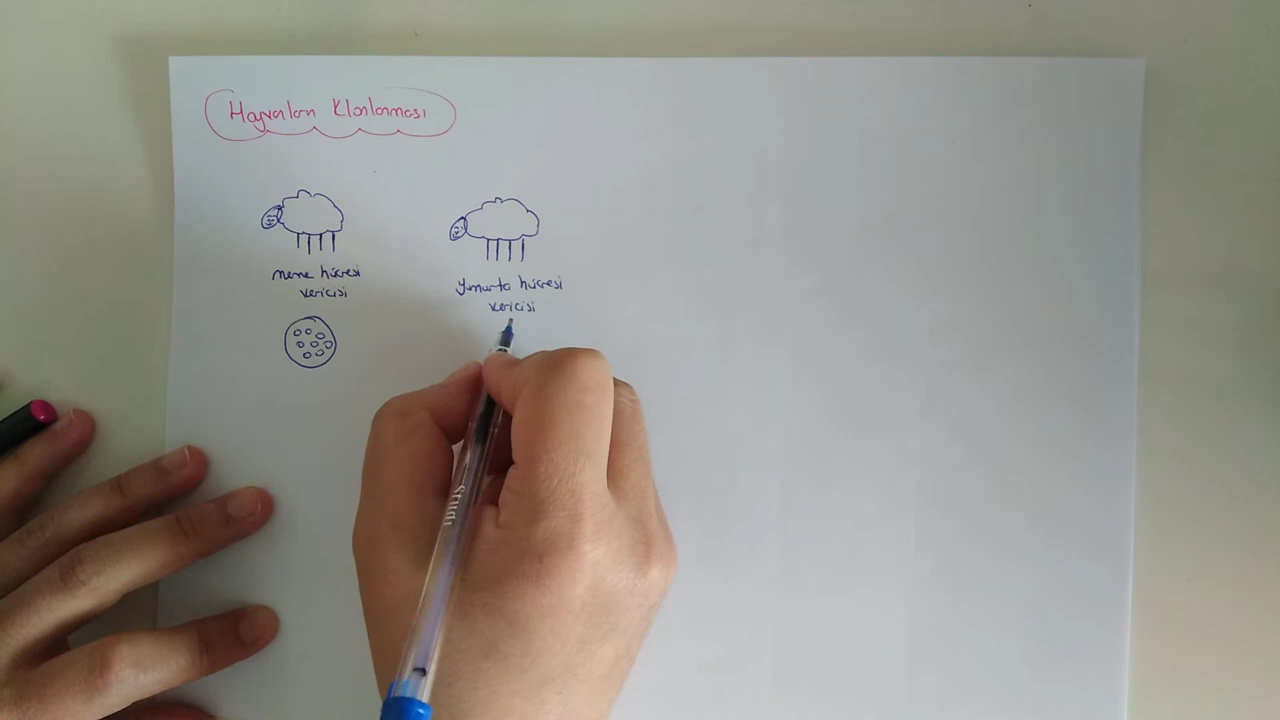 Hayvanların Klonlanması
meme hücresi
vericisi
yumurta hücresi
vericisi